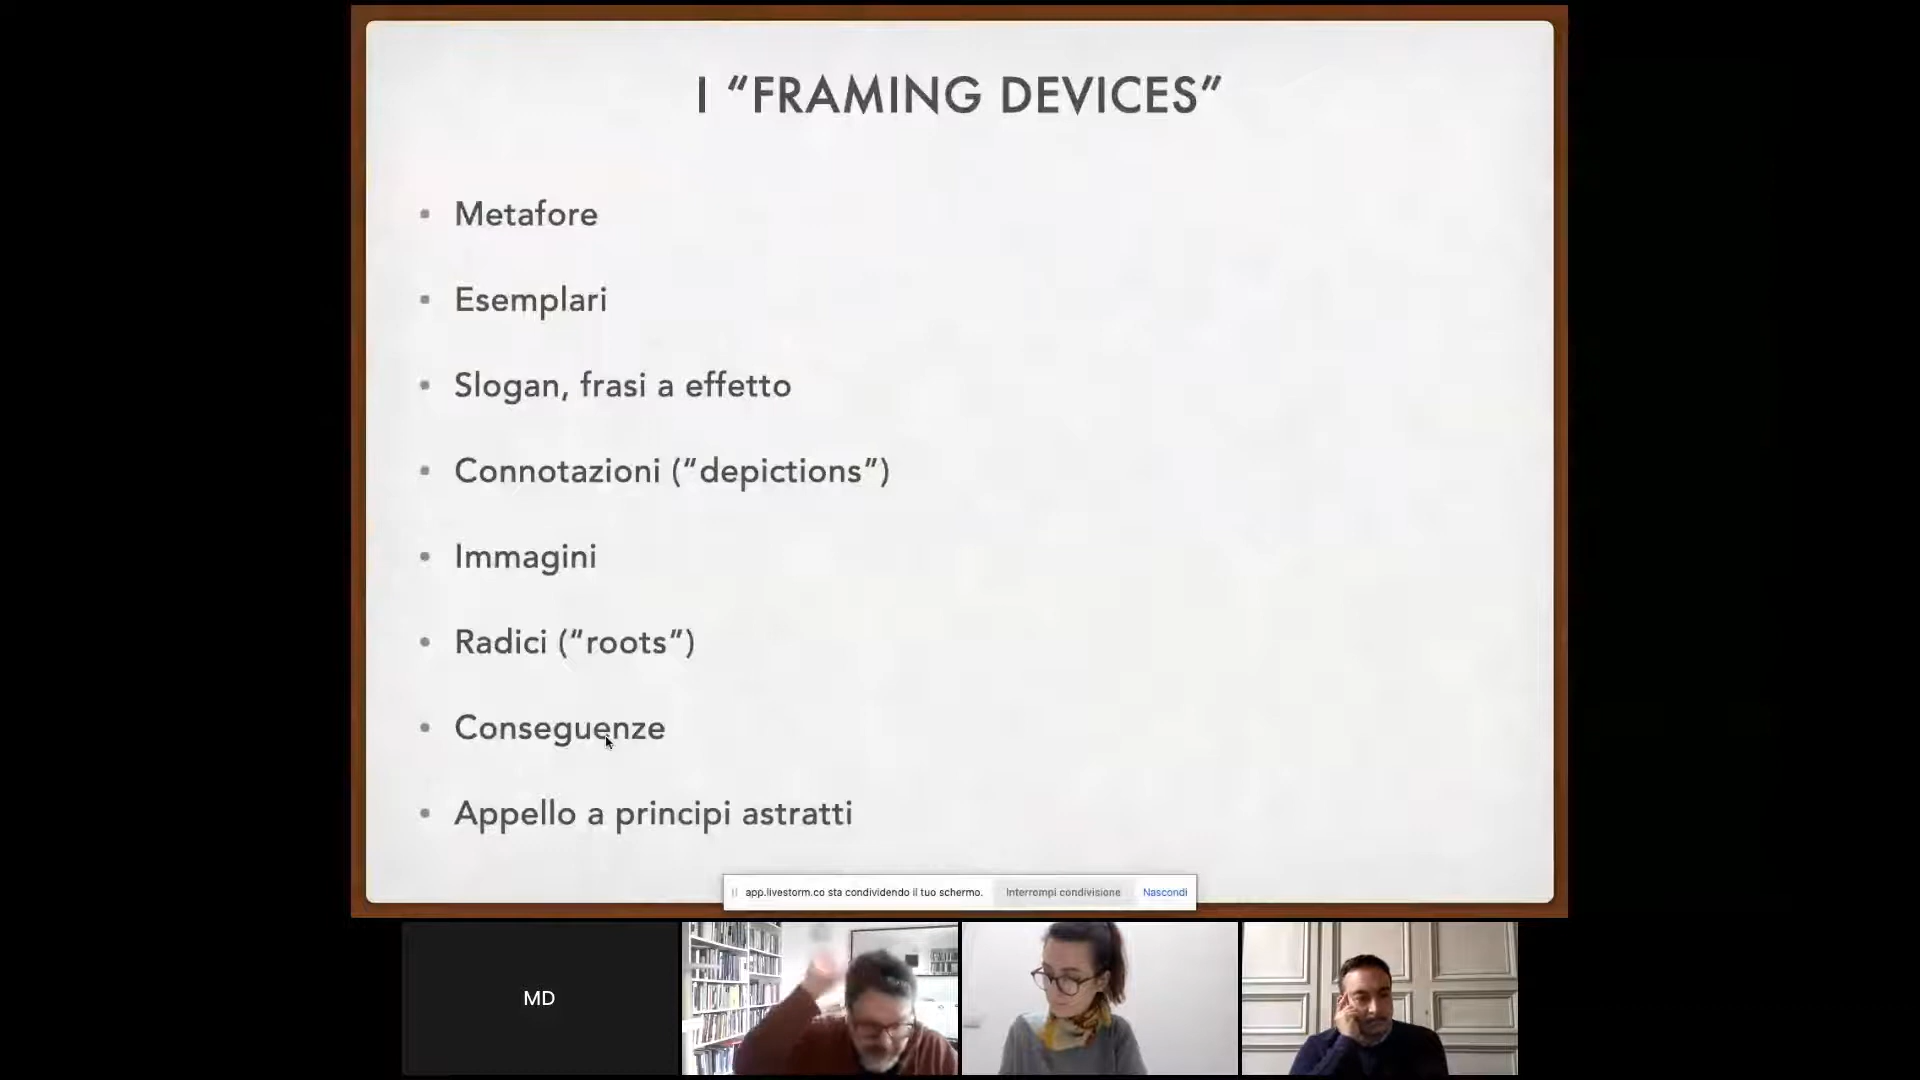 I “FRAMING DEVICES”
Metafore
Esemplari
Slogan, frasi a effetto
Connotazioni (“depictions”)
Immagini
Radici (“roots”)
Conseguenze
Appello a principi astratti
app.livestorm.co sta condividendo il tuo schermo. Interrompi condivisione Nascondi
MD